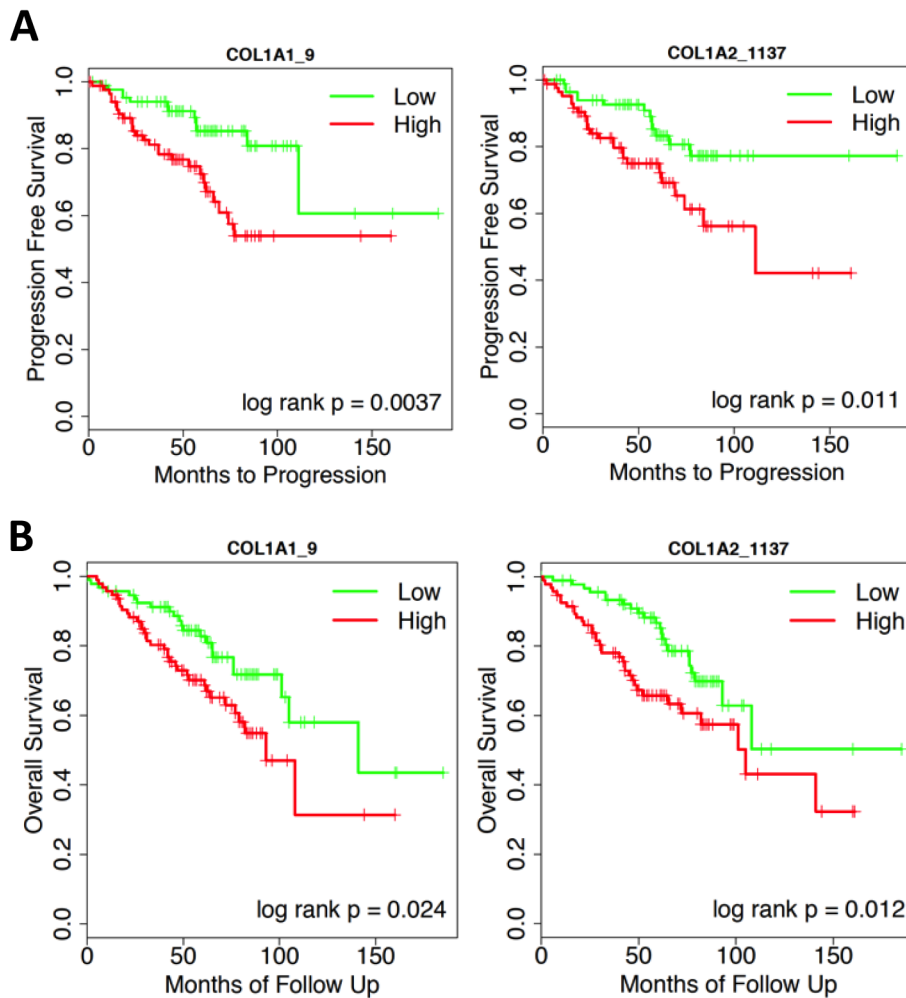 A
COL1A1_9
Low
High
Progression Free Survival
1.0
0.8
0.6
0.4
0.2
0.0
log rank p = 0.0037
0 50 100 150
Months to Progression
COL1A2_1137
Low
High
Progression Free Survival
1.0
0.8
0.6
0.4
0.2
0.0
log rank p = 0.011
0 50 100 150
Months to Progression
B
COL1A1_9
Low
High
Overall Survival
1.0
0.8
0.6
0.4
0.2
0.0
log rank p = 0.024
0 50 100 150
Months of Follow Up
COL1A2_1137
Low
High
Overall Survival
1.0
0.8
0.6
0.4
0.2
0.0
log rank p = 0.012
0 50 100 150
Months of Follow Up